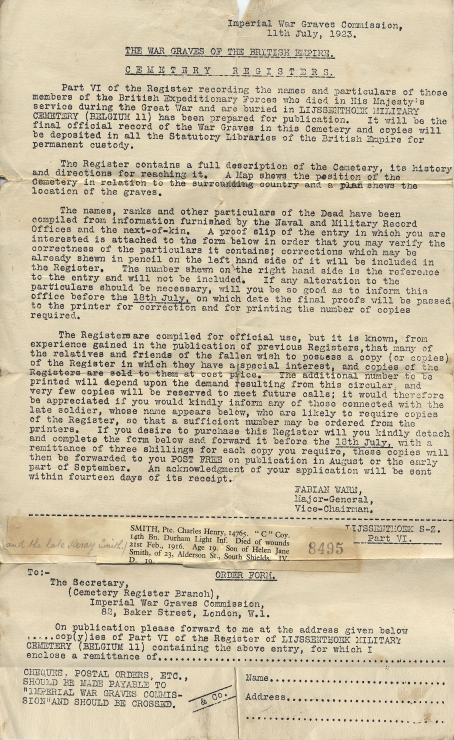 Imperial War Graves Commission,
11th July, 1923.
THE WAR GRAVES OF THE BRITISH EMPIRE.
CEMETERY REGISTERS.
Part VI of the Register recording the names and particulars of those
members of the British Expeditionary Forces who died in His Majesty's
service during the Great War and are buried in LIJSSENTHOEK MILITARY
CEMETERY (BELGIUM 11) has been prepared for publication. It will be the
final official record of the War Graves in this Cemetery and copies will
be deposited in all the Statutory Libraries of the British Empire for
permanent custody.
The Register contains a full description of the Cemetery, its history
and directions for reaching it. A Map shows the position of the
Cemetery in relation to the surrounding country and a plan shows the
location of the graves.
The names, ranks and other particulars of the Dead have been
compiled from information furnished by the Naval and Military Record
Offices and the next-of-kin. A proof slip of the entry in which you are
interested is attached to the form below in order that you may verify the
correctness of the particulars it contains; corrections which may be
already shewn in pencil on the left hand side of it will be included in
the Register. The number shewn on the right hand side is the reference
to the entry and will not be included. If any alteration to the
particulars should be necessary, will you be so good as to inform this
office before the 18th July, on which date the final proofs will be passed
to the printer for correction and for printing the number of copies
required.
The Registers are compiled for official use, but it is known, from
experience gained in the publication of previous Registers, that many of
the relatives and friends of the fallen wish to possess a copy (or copies)
of the Register in which they have a special interest, and copies of the
Registers are sold to them at cost price. The additional number to be
printed will depend upon the demand resulting from this circular, and
very few copies will be reserved to meet future calls; it would therefore
be appreciated if you would kindly inform any of those connected with the
late soldier, whose name appears below, who are likely to require copies
of the Register, so that a sufficient number may be ordered from the
printers. If you desire to purchase this Register will you kindly detach
and complete the form below and forward it before the 18th July, with a
remittance of three shillings for each copy you require, these copies will
then be forwarded to you POST FREE on publication in August or the early
part of September. An acknowledgment of your application will be sent
within fourteen days of its receipt.
FABIAN WARE,
Major-General,
Vice-Chairman.
LIJSSENTHOEK S-Z.
Part VI.
and the late Smith.
SMITH, Pte. Charles Henry, 14765. "C" Coy.
14th Bn. Durham Light Inf. Died of wounds
21st Feb., 1916. Age 19. Son of Helen Jane
Smith, of 23, Alderson St., South Shields. IV.
D. 19.
8495
To:-
ORDER FORM.
The Secretary,
(Cemetery Register Branch),
Imperial War Graves Commission,
82, Baker Street, London, W.1.
On publication please forward to me at the address given below
.....cop(y)ies of Part VI of the Register of LIJSSENTHOEK MILITARY
CEMETERY (BELGIUM 11) containing the above entry, for which I
enclose a remittance of........................................
CHEQUES, POSTAL ORDERS, ETC.,
SHOULD BE MADE PAYABLE TO
"IMPERIAL WAR GRAVES COMMIS-
SION" AND SHOULD BE CROSSED.
& Co.
Name..............................
Address...........................